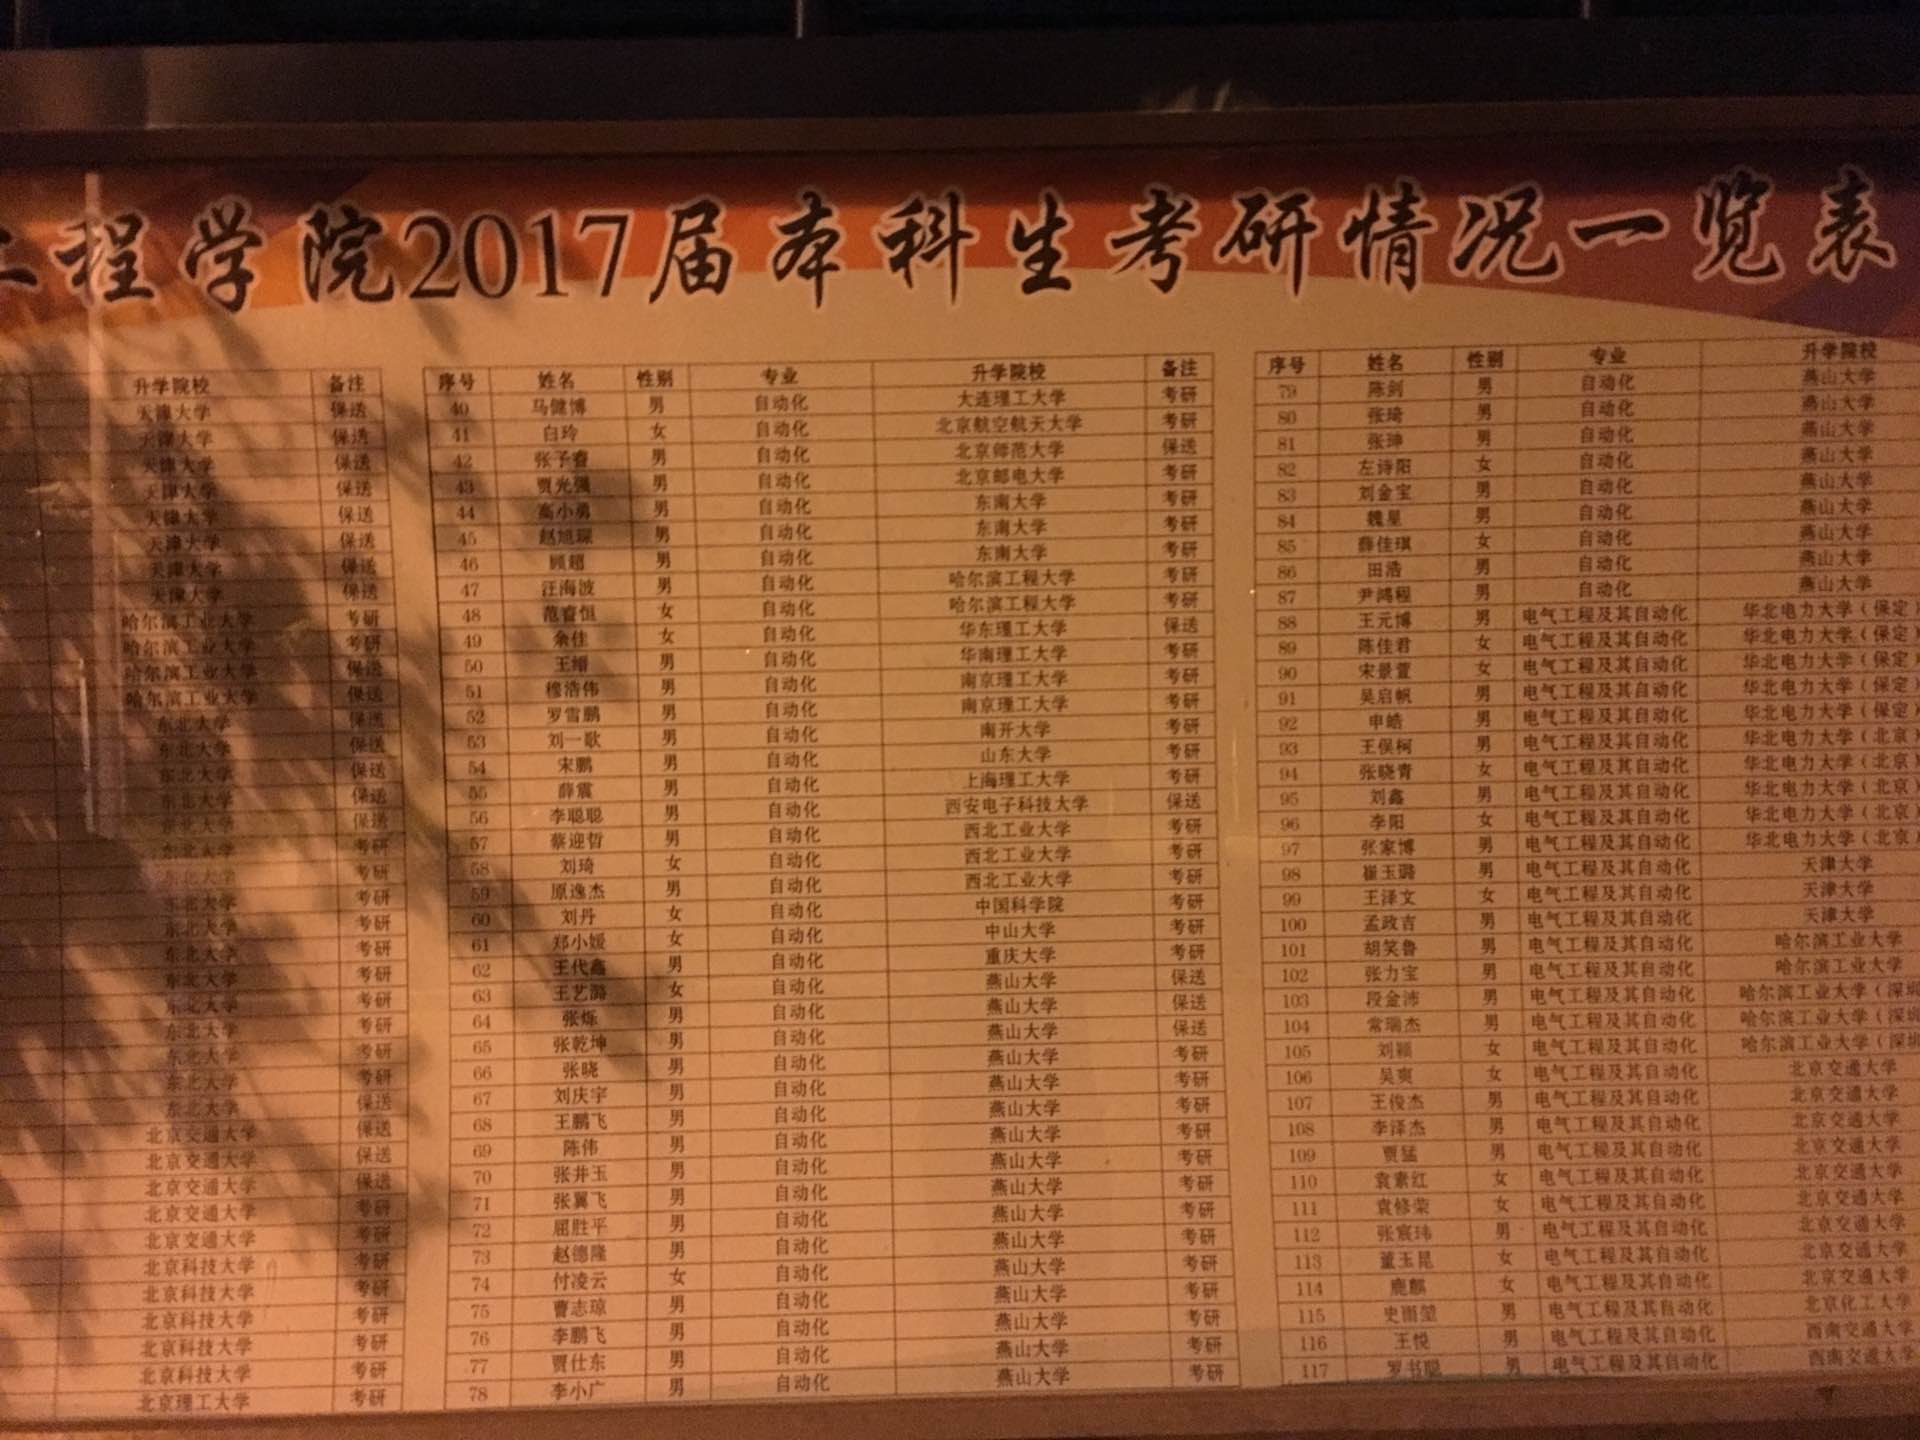 工程学院2017届本科生考研情况一览表
升学院校 备注 序号 姓名 性别 专业 升学院校 备注 序号 姓名 性别 专业 升学院校
天津大学 保送 40 马健博 男 自动化 大连理工大学 考研 79 陈剑 男 自动化 燕山大学
天津大学 保送 41 白玲 女 自动化 北京航空航天大学 考研 80 张琦 男 自动化 燕山大学
天津大学 保送 42 张予睿 男 自动化 北京师范大学 保送 81 张珅 男 自动化 燕山大学
天津大学 保送 43 贾光强 男 自动化 北京邮电大学 考研 82 左诗阳 女 自动化 燕山大学
天津大学 保送 44 高小勇 男 自动化 东南大学 考研 83 刘金宝 男 自动化 燕山大学
天津大学 保送 45 赵旭琛 男 自动化 东南大学 考研 84 魏星 男 自动化 燕山大学
天津大学 保送 46 顾超 男 自动化 东南大学 考研 85 薛佳琪 女 自动化 燕山大学
天津大学 保送 47 汪海波 男 自动化 哈尔滨工程大学 考研 86 田浩 男 自动化 燕山大学
哈尔滨工业大学 考研 48 范睿恒 女 自动化 哈尔滨工程大学 考研 87 尹鸿程 男 自动化 燕山大学
哈尔滨工业大学 考研 49 余佳 女 自动化 华东理工大学 保送 88 王元博 男 电气工程及其自动化 华北电力大学（保定）
哈尔滨工业大学 保送 50 王缙 男 自动化 华南理工大学 考研 89 陈佳君 女 电气工程及其自动化 华北电力大学（保定）
哈尔滨工业大学 保送 51 穆浩伟 男 自动化 南京理工大学 考研 90 宋景萱 女 电气工程及其自动化 华北电力大学（保定）
东北大学 保送 52 罗雪鹏 男 自动化 南京理工大学 考研 91 吴启帆 男 电气工程及其自动化 华北电力大学（保定）
东北大学 保送 53 刘一歌 男 自动化 南开大学 考研 92 申皓 男 电气工程及其自动化 华北电力大学（保定）
东北大学 保送 54 宋鹏 男 自动化 山东大学 考研 93 王俣柯 男 电气工程及其自动化 华北电力大学（北京）
东北大学 保送 55 薛震 男 自动化 上海理工大学 考研 94 张晓青 女 电气工程及其自动化 华北电力大学（北京）
东北大学 保送 56 李聪聪 男 自动化 西安电子科技大学 保送 95 刘鑫 男 电气工程及其自动化 华北电力大学（北京）
东北大学 考研 57 蔡迎哲 男 自动化 西北工业大学 考研 96 李阳 女 电气工程及其自动化 华北电力大学（北京）
东北大学 考研 58 刘琦 女 自动化 西北工业大学 考研 97 张家博 男 电气工程及其自动化 华北电力大学（北京）
东北大学 考研 59 原逸杰 男 自动化 西北工业大学 考研 98 崔玉璐 男 电气工程及其自动化 天津大学
东北大学 考研 60 刘丹 女 自动化 中国科学院 考研 99 王泽文 女 电气工程及其自动化 天津大学
东北大学 考研 61 郑小媛 女 自动化 中山大学 考研 100 孟政吉 男 电气工程及其自动化 天津大学
东北大学 考研 62 王代鑫 男 自动化 重庆大学 考研 101 胡笑鲁 男 电气工程及其自动化 哈尔滨工业大学
东北大学 考研 63 王艺潞 女 自动化 燕山大学 保送 102 张力宝 男 电气工程及其自动化 哈尔滨工业大学
东北大学 考研 64 张烁 男 自动化 燕山大学 保送 103 段金沛 男 电气工程及其自动化 哈尔滨工业大学（深圳
东北大学 考研 65 张乾坤 男 自动化 燕山大学 保送 104 常瑞杰 男 电气工程及其自动化 哈尔滨工业大学（深圳
东北大学 考研 66 张晓 男 自动化 燕山大学 考研 105 刘颖 女 电气工程及其自动化 哈尔滨工业大学（深圳
东北大学 保送 67 刘庆宇 男 自动化 燕山大学 考研 106 吴爽 女 电气工程及其自动化 北京交通大学
北京交通大学 保送 68 王鹏飞 男 自动化 燕山大学 考研 107 王俊杰 男 电气工程及其自动化 北京交通大学
北京交通大学 保送 69 陈伟 男 自动化 燕山大学 考研 108 李泽杰 男 电气工程及其自动化 北京交通大学
北京交通大学 保送 70 张井玉 男 自动化 燕山大学 考研 109 贾猛 男 电气工程及其自动化 北京交通大学
北京交通大学 考研 71 张翼飞 男 自动化 燕山大学 考研 110 袁素红 女 电气工程及其自动化 北京交通大学
北京交通大学 考研 72 屈胜平 男 自动化 燕山大学 考研 111 袁修荣 女 电气工程及其自动化 北京交通大学
北京科技大学 考研 73 赵德隆 男 自动化 燕山大学 考研 112 张宸玮 男 电气工程及其自动化 北京交通大学
北京科技大学 考研 74 付凌云 女 自动化 燕山大学 考研 113 董玉昆 女 电气工程及其自动化 北京交通大学
北京科技大学 考研 75 曹志琼 男 自动化 燕山大学 考研 114 鹿麒 女 电气工程及其自动化 北京交通大学
北京科技大学 考研 76 李鹏飞 男 自动化 燕山大学 考研 115 史雨堃 男 电气工程及其自动化 北京化工大学
北京科技大学 考研 77 贾仕东 男 自动化 燕山大学 考研 116 王悦 男 电气工程及其自动化 西南交通大学
北京理工大学 考研 78 李小广 男 自动化 燕山大学 考研 117 罗书聪 男 电气工程及其自动化 西南交通大学